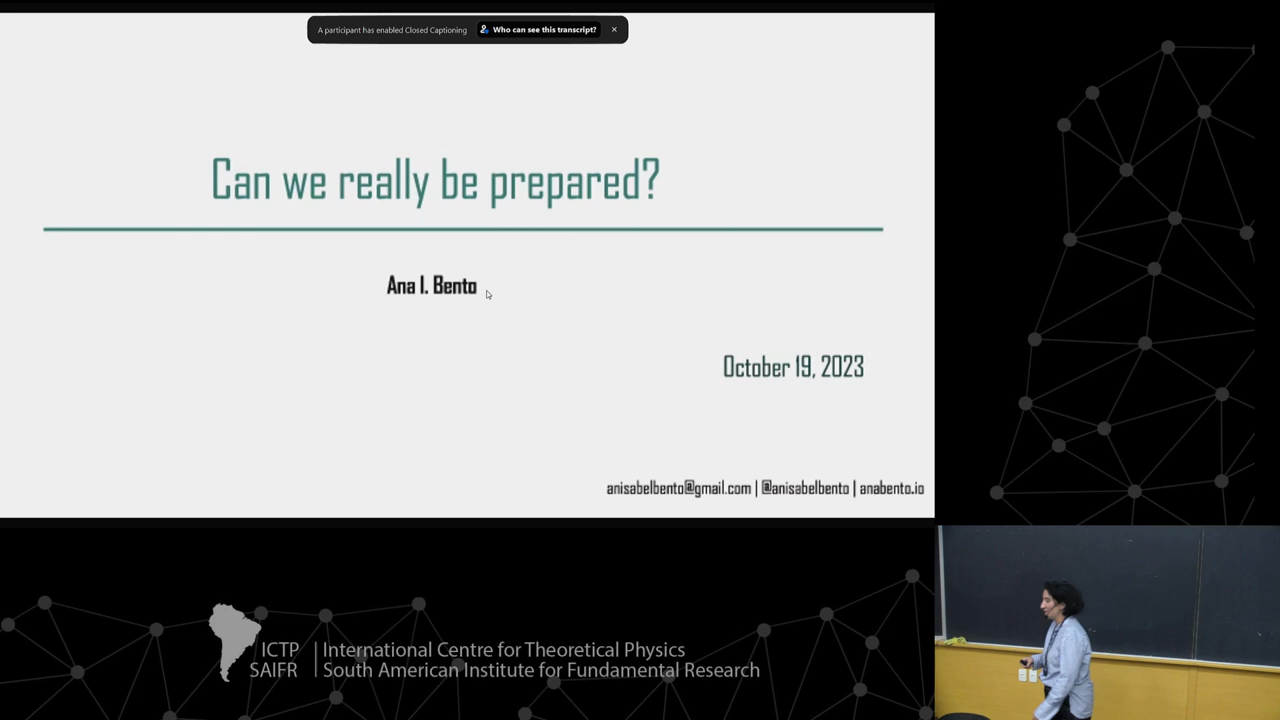 A participant has enabled Closed Captioning Who can see this transcript?
Can we really be prepared?
Ana I. Bento
October 19, 2023
anisabelbento@gmail.com | @anisabelbento | anabento.io
ICTP International Centre for Theoretical Physics
SAIFR South American Institute for Fundamental Research